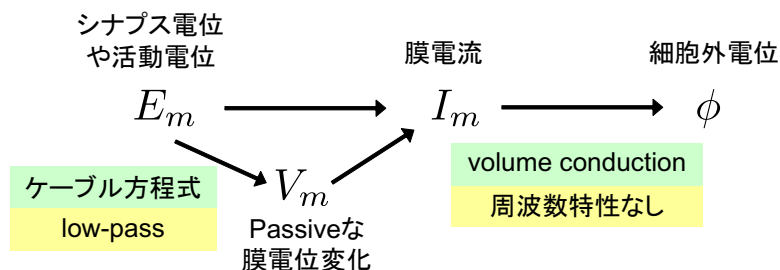 シナプス電位
や活動電位
膜電流
細胞外電位
E_m
I_m
φ
ケーブル方程式
low-pass
V_m
Passiveな
膜電位変化
volume conduction
周波数特性なし